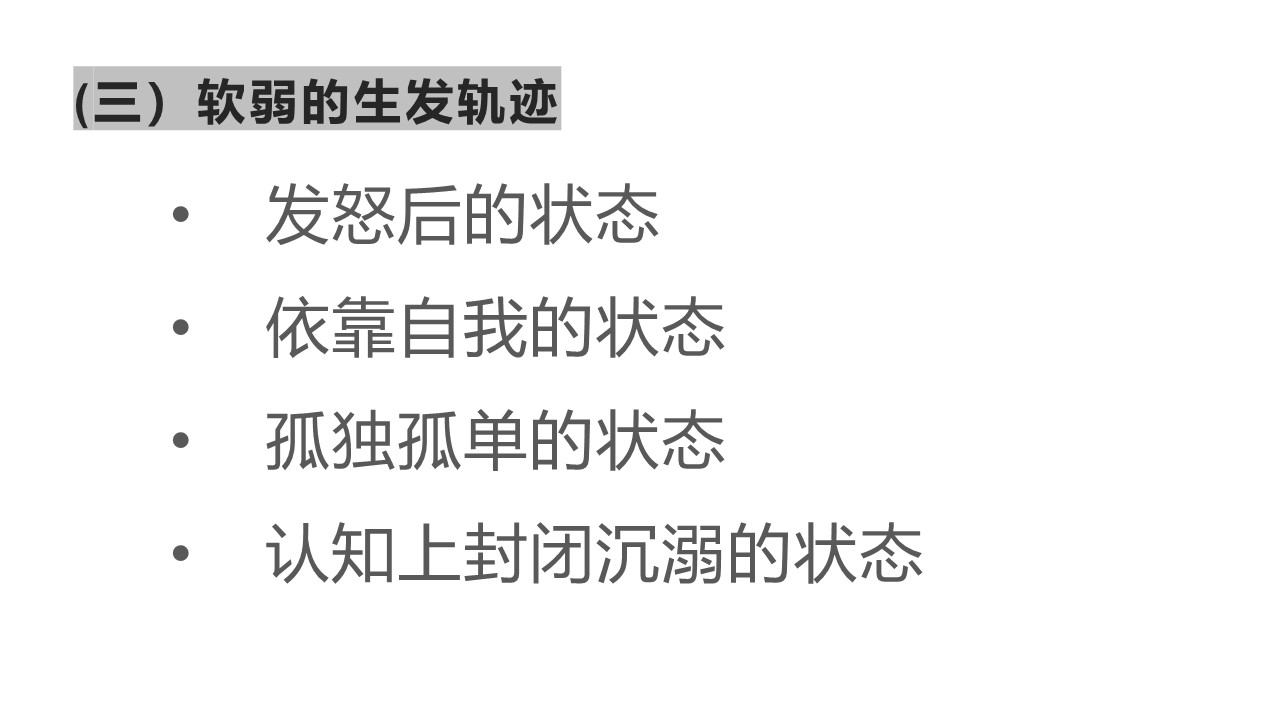 (三）软弱的生发轨迹
• 发怒后的状态
• 依靠自我的状态
• 孤独孤单的状态
• 认知上封闭沉溺的状态